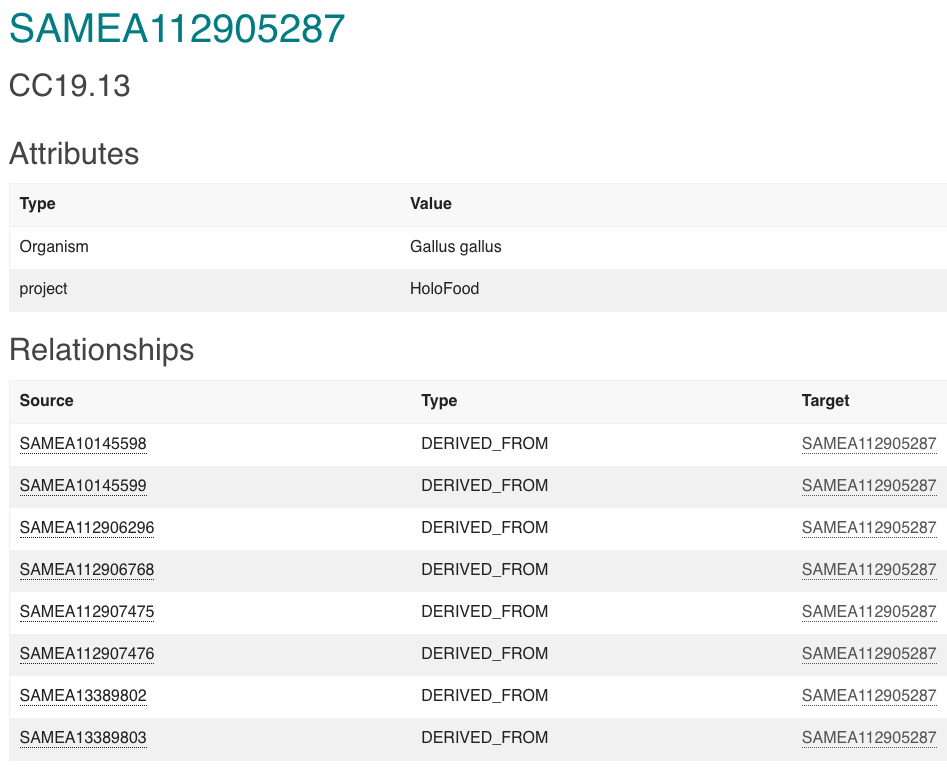 SAMEA112905287
CC19.13
Attributes
Type Value
Organism Gallus gallus
project HoloFood
Relationships
Source Type Target
SAMEA10145598 DERIVED_FROM SAMEA112905287
SAMEA10145599 DERIVED_FROM SAMEA112905287
SAMEA112906296 DERIVED_FROM SAMEA112905287
SAMEA112906768 DERIVED_FROM SAMEA112905287
SAMEA112907475 DERIVED_FROM SAMEA112905287
SAMEA112907476 DERIVED_FROM SAMEA112905287
SAMEA13389802 DERIVED_FROM SAMEA112905287
SAMEA13389803 DERIVED_FROM SAMEA112905287